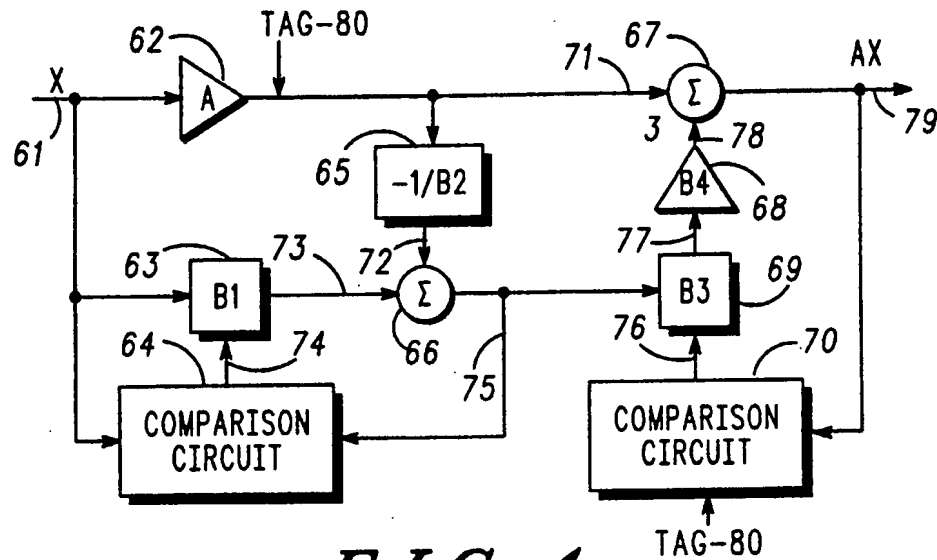 TAG-80
62
67
AX
X
A
71
Σ
61
3
78
79
65
-1/B2
B4
68
63
73
72
77
B1
Σ
B3
69
64
74
66
75
76
70
COMPARISON
CIRCUIT
COMPARISON
CIRCUIT
TAG-80